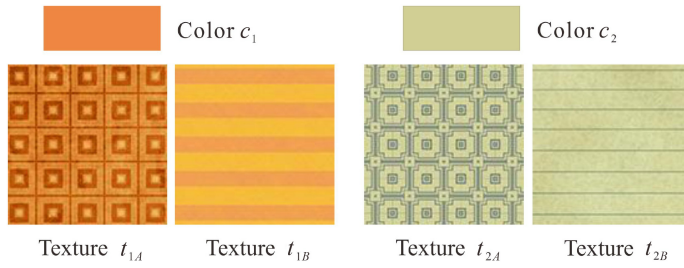 Color c₁
Color c₂
Texture t₁A
Texture t₁B
Texture t₂A
Texture t₂B